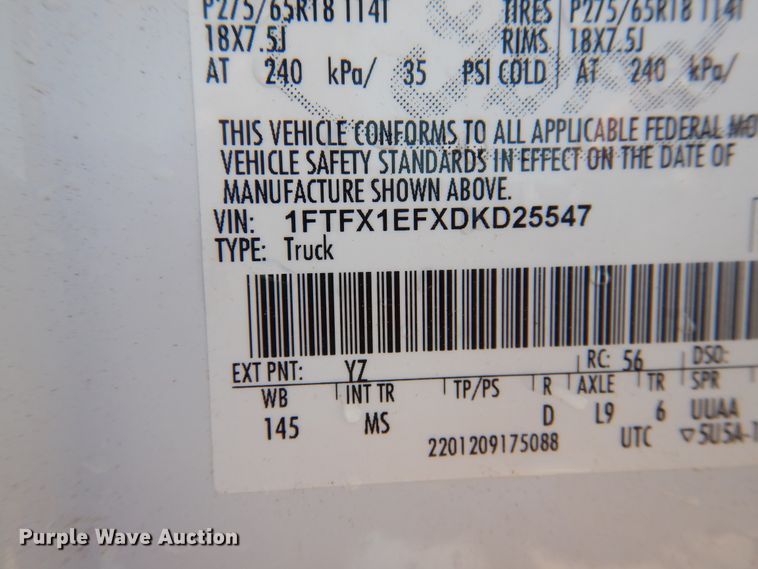 P275/65R18 114T TIRES P275/65R18 114T
18X7.5J RIMS 18X7.5J
AT 240 kPa/ 35 PSI COLD AT 240 kPa/
THIS VEHICLE CONFORMS TO ALL APPLICABLE FEDERAL MO
VEHICLE SAFETY STANDARDS IN EFFECT ON THE DATE OF
MANUFACTURE SHOWN ABOVE.
VIN: 1FTFX1EFXDKD25547
TYPE: Truck
EXT PNT: YZ RC: 56 DSO:
WB INT TR TP/PS R AXLE TR SPR
145 MS D L9 6 UUAA
2201209175088 UTC ▽5U5A-1
Purple Wave Auction